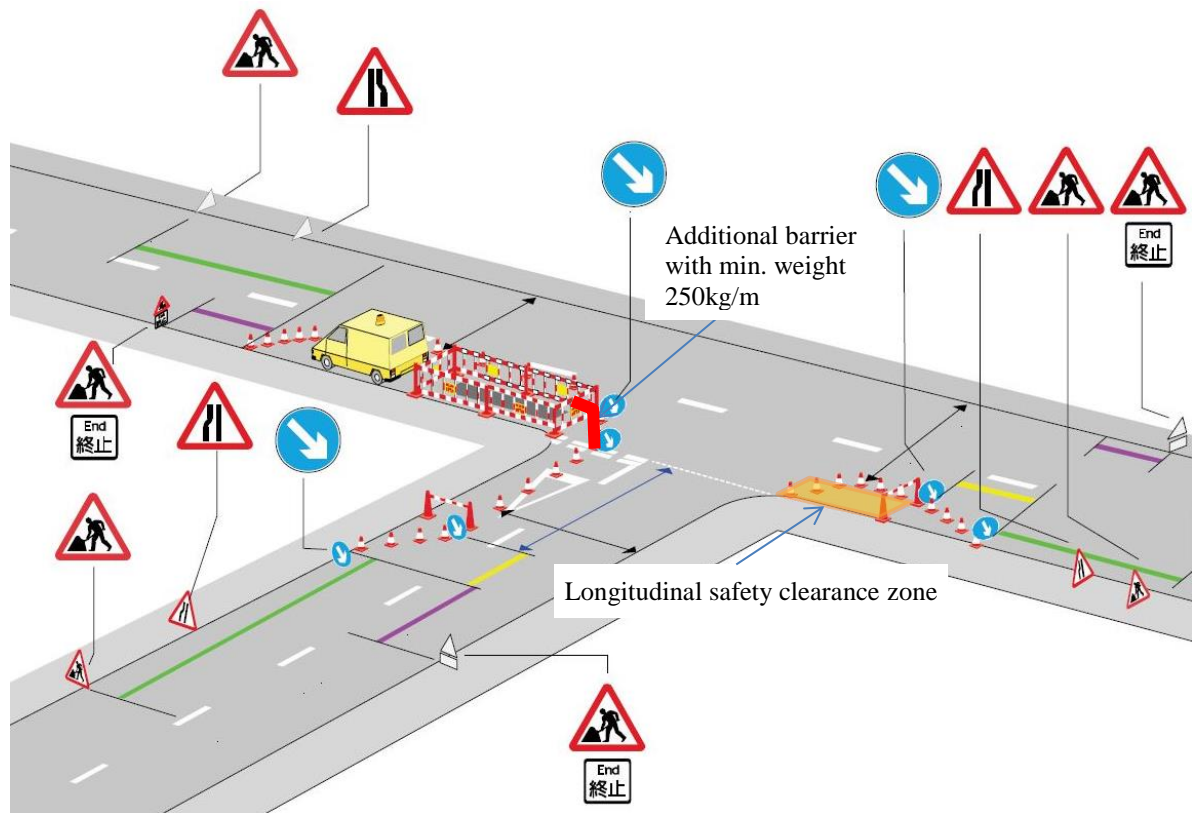 Additional barrier
with min. weight
250kg/m
End
終止
End
終止
Longitudinal safety clearance zone
End
終止